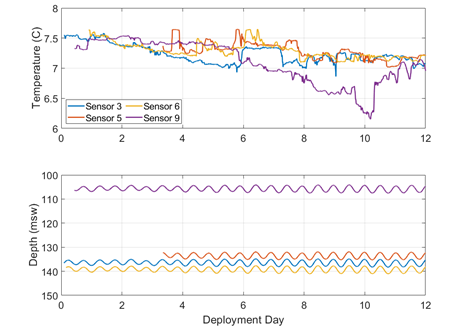 8
7.5
7
6.5
6
Temperature (C)
Sensor 3 Sensor 6
Sensor 5 Sensor 9
0 2 4 6 8 10 12
100
110
120
130
140
150
Depth (msw)
0 2 4 6 8 10 12
Deployment Day